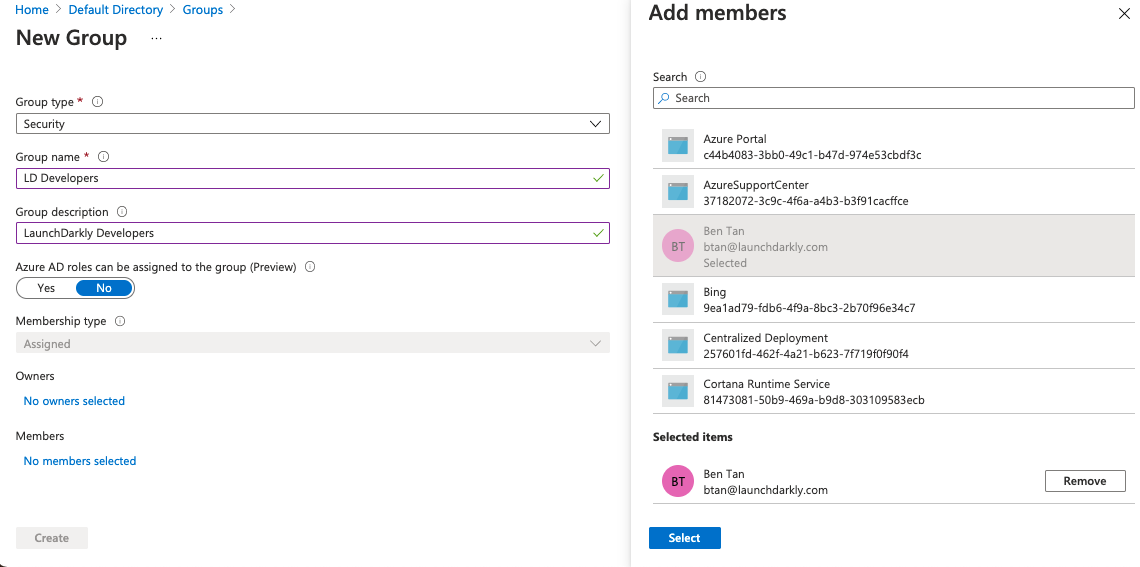 Home > Default Directory > Groups >
New Group ...
Group type *
Security
Group name *
LD Developers
Group description
LaunchDarkly Developers
Azure AD roles can be assigned to the group (Preview)
Yes No
Membership type
Assigned
Owners
No owners selected
Members
No members selected
Create
Add members
Search
Search
Azure Portal
c44b4083-3bb0-49c1-b47d-974e53cbdf3c
AzureSupportCenter
37182072-3c9c-4f6a-a4b3-b3f91cacffce
BT
Ben Tan
btan@launchdarkly.com
Selected
Bing
9ea1ad79-fdb6-4f9a-8bc3-2b70f96e34c7
Centralized Deployment
257601fd-462f-4a21-b623-7f719f0f90f4
Cortana Runtime Service
81473081-50b9-469a-b9d8-303109583ecb
Selected items
BT
Ben Tan
btan@launchdarkly.com
Remove
Select